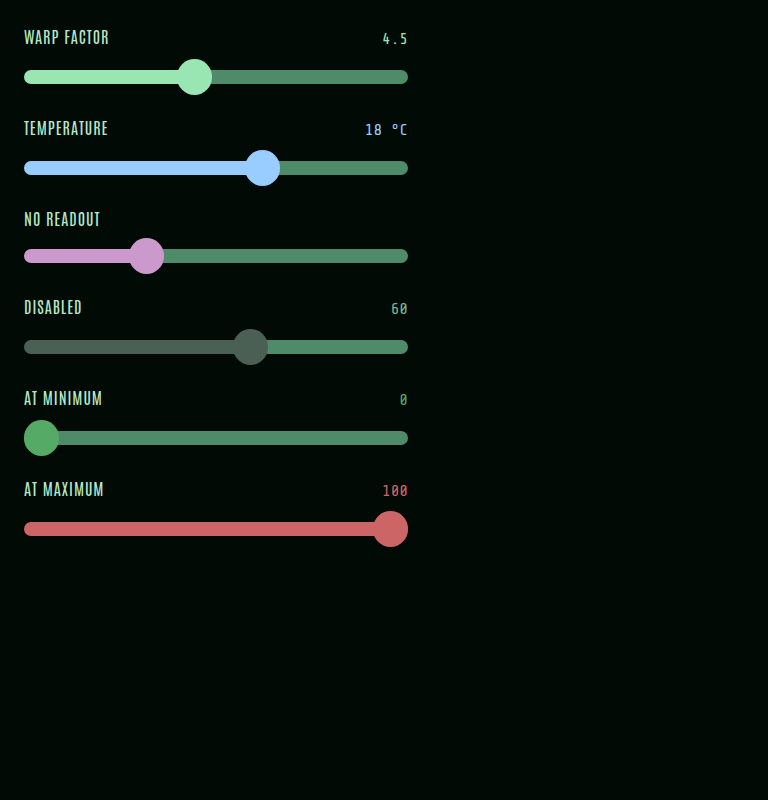 WARP FACTOR 4.5
TEMPERATURE 18 °C
NO READOUT
DISABLED 60
AT MINIMUM 0
AT MAXIMUM 100